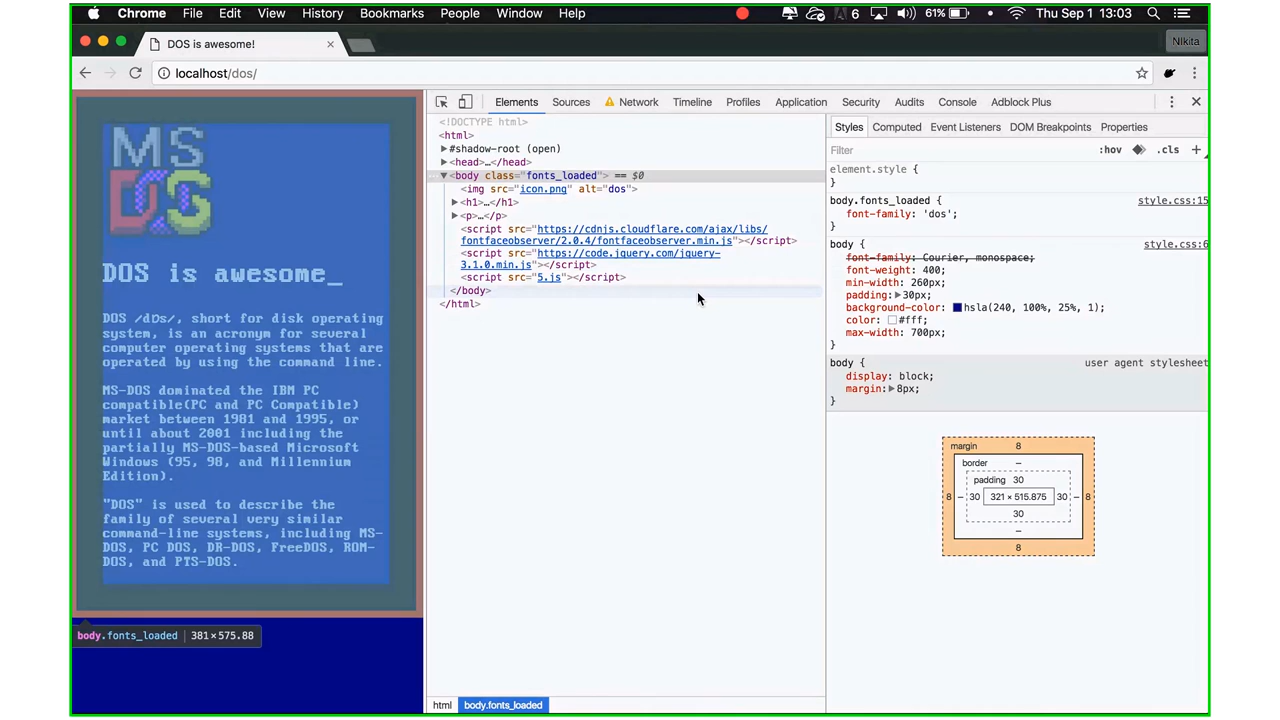 Chrome File Edit View History Bookmarks People Window Help 6 61% Thu Sep 1 13:03
DOS is awesome! × NIkita
localhost/dos/
MS
DOS
DOS is awesome_
DOS /dɒs/, short for disk operating
system, is an acronym for several
computer operating systems that are
operated by using the command line.
MS-DOS dominated the IBM PC
compatible(PC and PC Compatible)
market between 1981 and 1995, or
until about 2001 including the
partially MS-DOS-based Microsoft
Windows (95, 98, and Millennium
Edition).
"DOS" is used to describe the
family of several very similar
command-line systems, including MS-
DOS, PC DOS, DR-DOS, FreeDOS, ROM-
DOS, and PTS-DOS.
body.fonts_loaded | 381×575.88
Elements Sources Network Timeline Profiles Application Security Audits Console Adblock Plus
<!DOCTYPE html>
<html>
#shadow-root (open)
<head>…</head>
<body class="fonts_loaded"> == $0
<img src="icon.png" alt="dos">
<h1>…</h1>
<p>…</p>
<script src="https://cdnjs.cloudflare.com/ajax/libs/
fontfaceobserver/2.0.4/fontfaceobserver.min.js"></script>
<script src="https://code.jquery.com/jquery-
3.1.0.min.js"></script>
<script src="5.js"></script>
</body>
</html>
html body.fonts_loaded
Styles Computed Event Listeners DOM Breakpoints Properties
Filter :hov .cls +
element.style {
}
body.fonts_loaded { style.css:15
font-family: 'dos';
}
body { style.css:6
font-family: Courier, monospace;
font-weight: 400;
min-width: 260px;
padding: 30px;
background-color: hsla(240, 100%, 25%, 1);
color: #fff;
max-width: 700px;
}
body { user agent stylesheet
display: block;
margin: 8px;
}
margin 8
border –
padding 30
8 – 30 321 × 515.875 30 – 8
30
–
8